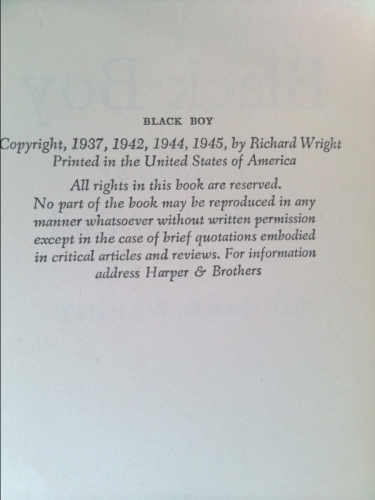 BLACK BOY
Copyright, 1937, 1942, 1944, 1945, by Richard Wright
Printed in the United States of America
All rights in this book are reserved.
No part of the book may be reproduced in any
manner whatsoever without written permission
except in the case of brief quotations embodied
in critical articles and reviews. For information
address Harper & Brothers